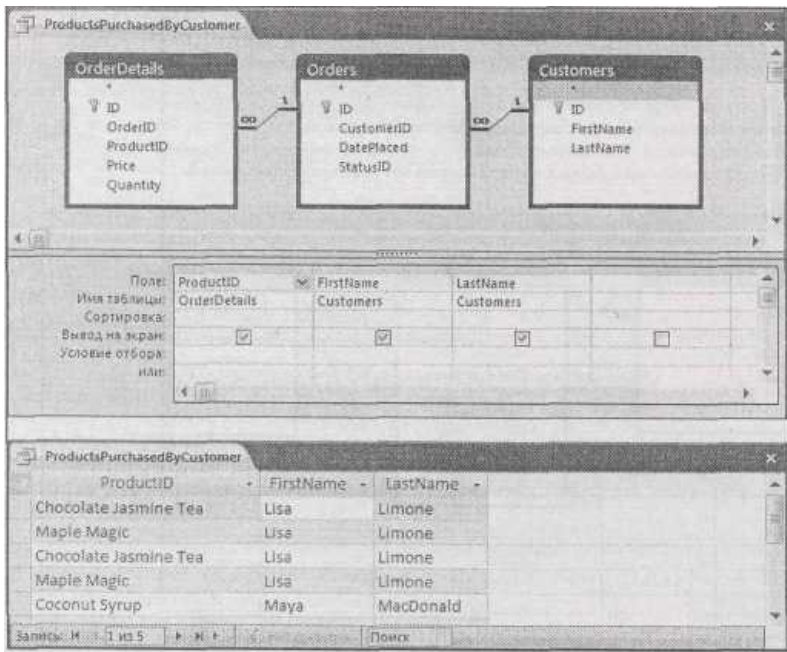 ProductsPurchasedByCustomer
OrderDetails
*
ID
OrderID
ProductID
Price
Quantity
∞ 1
Orders
*
ID
CustomerID
DatePlaced
StatusID
∞ 1
Customers
*
ID
FirstName
LastName
Поле: ProductID FirstName LastName
Имя таблицы: OrderDetails Customers Customers
Сортировка:
Вывод на экран:
Условие отбора:
или:
ProductsPurchasedByCustomer
ProductID FirstName LastName
Chocolate Jasmine Tea Lisa Limone
Maple Magic Lisa Limone
Chocolate Jasmine Tea Lisa Limone
Maple Magic Lisa Limone
Coconut Syrup Maya MacDonald
Запись: 1 из 5 Поиск